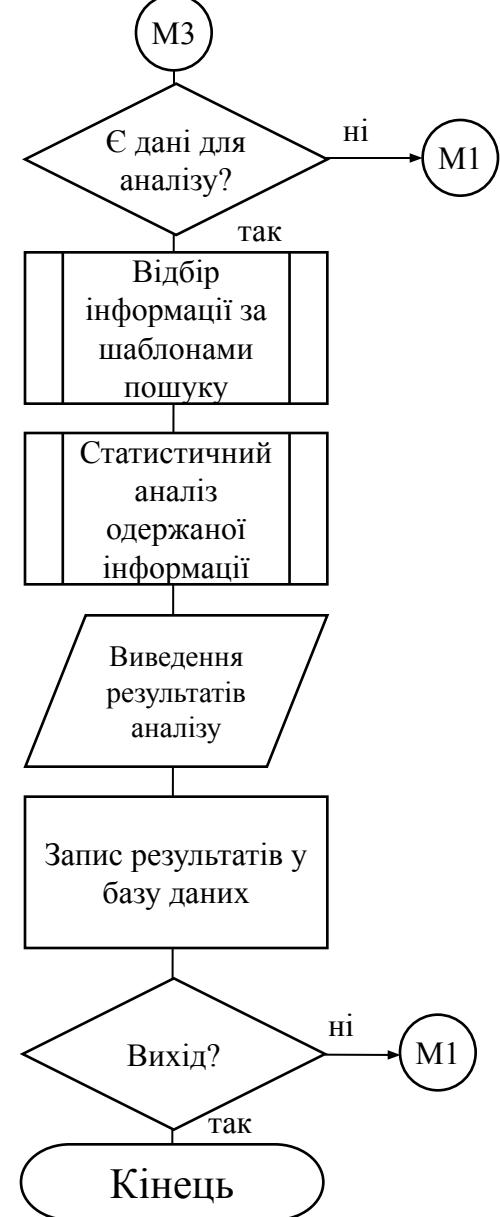 М3
Є дані для
аналізу?
ні
М1
так
Відбір
інформації за
шаблонами
пошуку
Статистичний
аналіз
одержаної
інформації
Виведення
результатів
аналізу
Запис результатів у
базу даних
Вихід?
ні
М1
так
Кінець